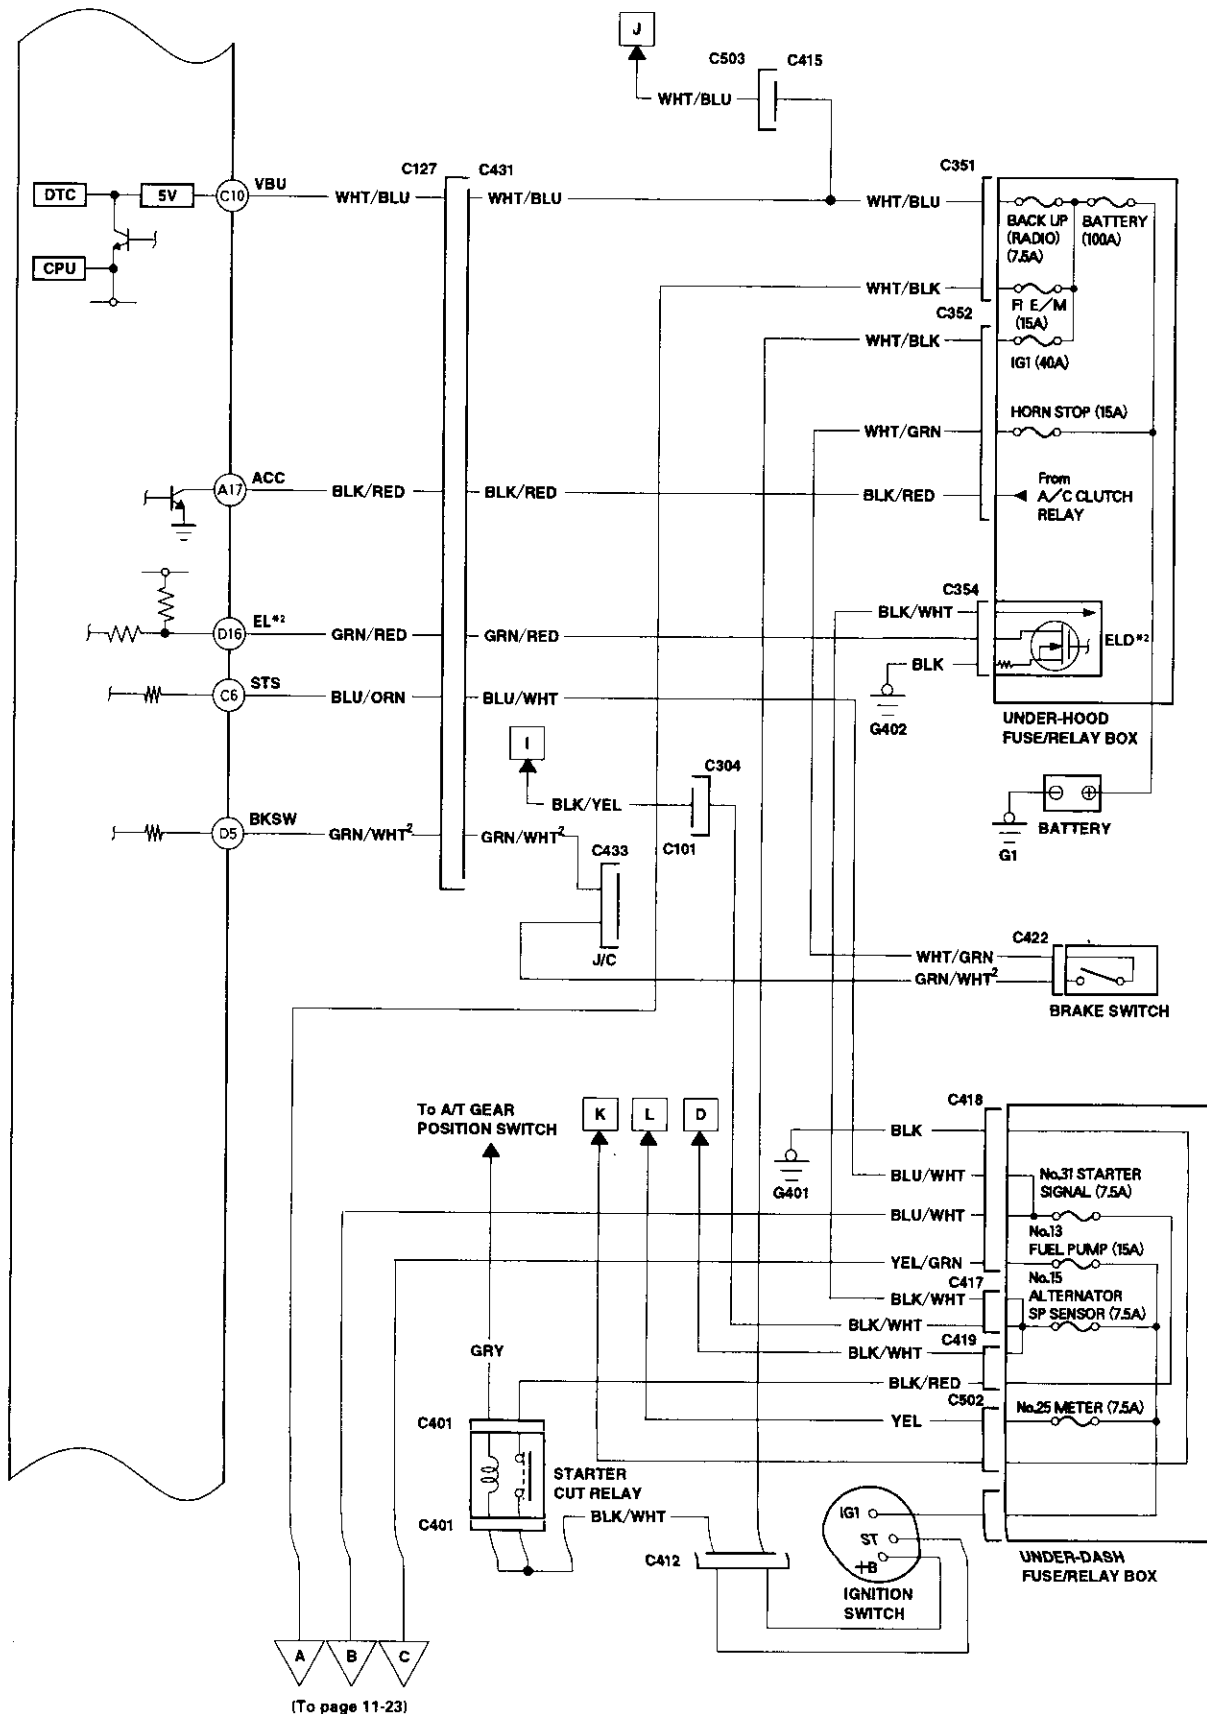 J
C503 C415
WHT/BLU
C127 C431
C351
DTC 5V C10 VBU
WHT/BLU WHT/BLU WHT/BLU
BACK UP (RADIO) (7.5A)
BATTERY (100A)
CPU
WHT/BLK
FI E/M (15A)
C352
WHT/BLK
IG1 (40A)
HORN STOP (15A)
WHT/GRN
A17 ACC
BLK/RED BLK/RED BLK/RED
From A/C CLUTCH RELAY
C354
BLK/WHT
D16 EL*2
GRN/RED GRN/RED
ELD*2
BLK
C6 STS
BLU/ORN BLU/WHT
G402
UNDER-HOOD
FUSE/RELAY BOX
I
C304
BLK/YEL
BATTERY
G1
D5 BKSW
GRN/WHT2 GRN/WHT2
C433
C101
J/C
C422
WHT/GRN
GRN/WHT2
BRAKE SWITCH
To A/T GEAR
POSITION SWITCH
K L D
C418
BLK
G401
BLU/WHT
No.31 STARTER
SIGNAL (7.5A)
BLU/WHT
No.13
FUEL PUMP (15A)
YEL/GRN
C417
No.15
ALTERNATOR
SP SENSOR (7.5A)
BLK/WHT
BLK/WHT
C419
BLK/WHT
GRY
BLK/RED
C502
No.25 METER (7.5A)
YEL
C401
STARTER
CUT RELAY
C401
BLK/WHT
C412
IG1
ST
+B
IGNITION
SWITCH
UNDER-DASH
FUSE/RELAY BOX
A B C
(To page 11-23)